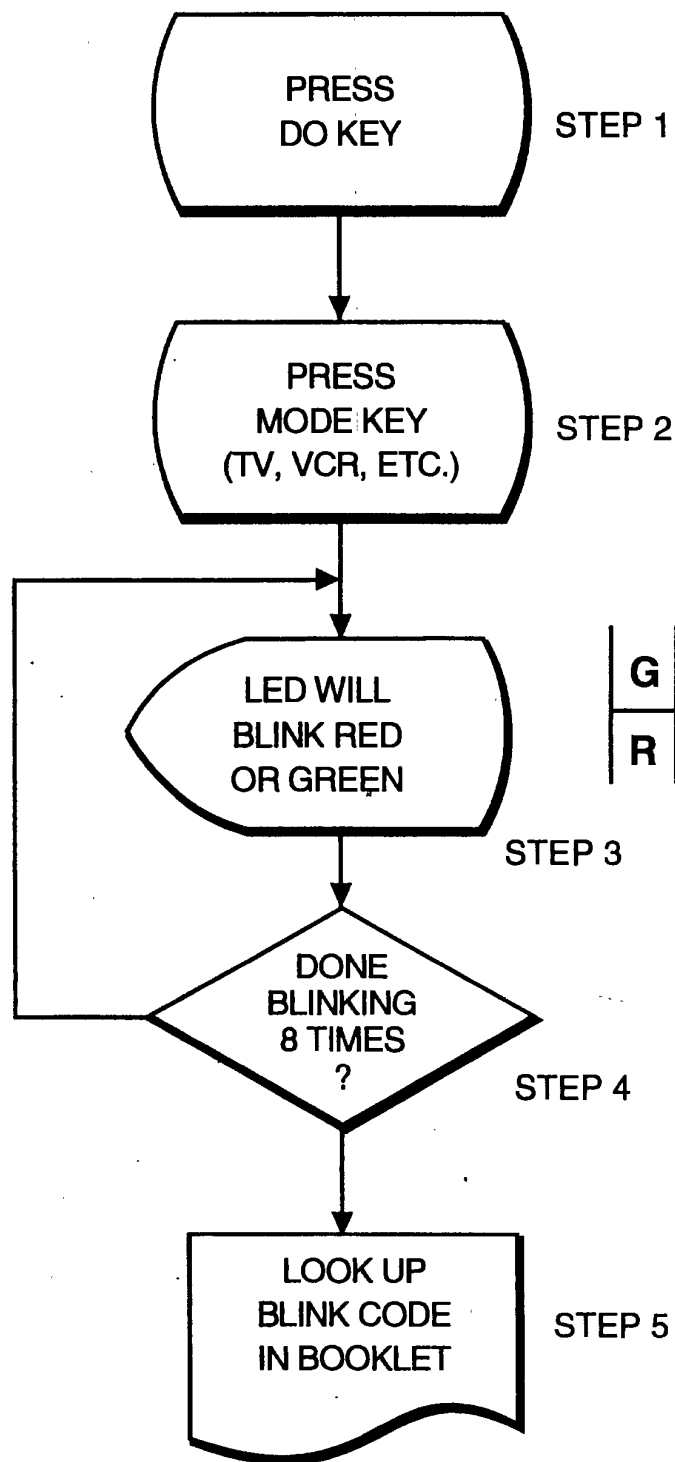 PRESS
DO KEY
STEP 1
PRESS
MODE KEY
(TV, VCR, ETC.)
STEP 2
LED WILL
BLINK RED
OR GREEN
G
R
STEP 3
DONE
BLINKING
8 TIMES
?
STEP 4
LOOK UP
BLINK CODE
IN BOOKLET
STEP 5